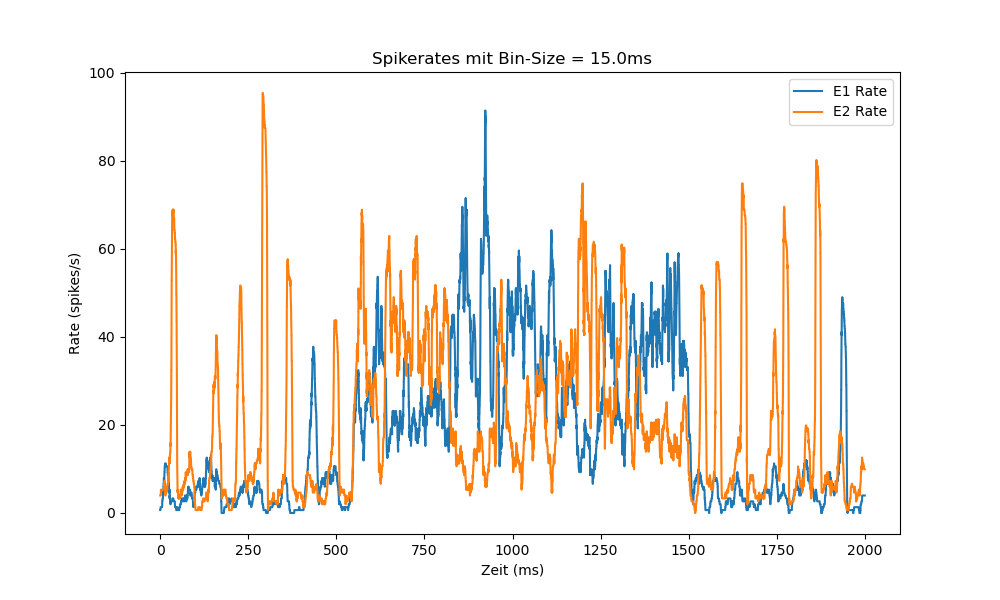 Spikerates mit Bin-Size = 15.0ms
E1 Rate
E2 Rate
Rate (spikes/s)
100
80
60
40
20
0
0 250 500 750 1000 1250 1500 1750 2000
Zeit (ms)